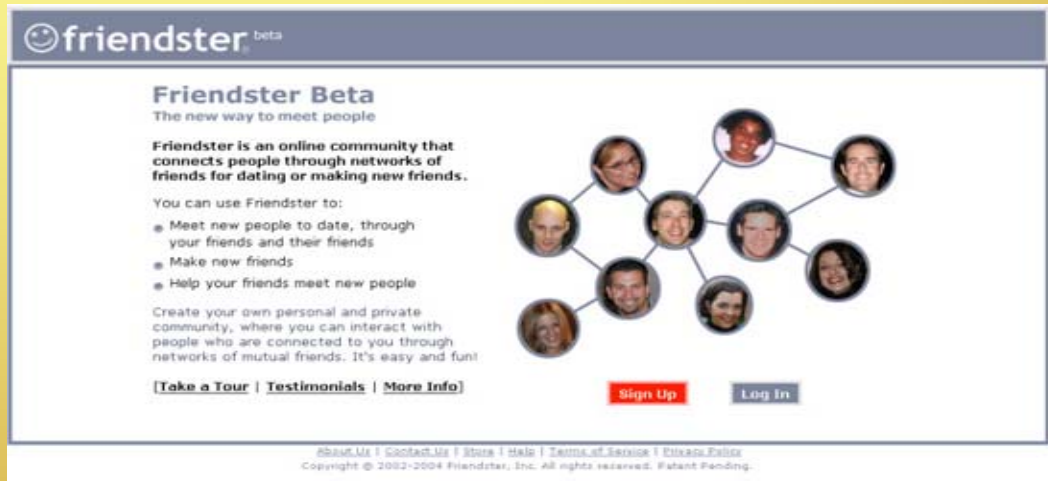 friendster® beta
Friendster Beta
The new way to meet people
Friendster is an online community that
connects people through networks of
friends for dating or making new friends.
You can use Friendster to:
Meet new people to date, through
your friends and their friends
Make new friends
Help your friends meet new people
Create your own personal and private
community, where you can interact with
people who are connected to you through
networks of mutual friends. It's easy and fun!
[Take a Tour | Testimonials | More Info]
Sign Up Log In
About Us | Contact Us | Store | Help | Terms of Service | Privacy Policy
Copyright © 2002-2004 Friendster, Inc. All rights reserved. Patent Pending.